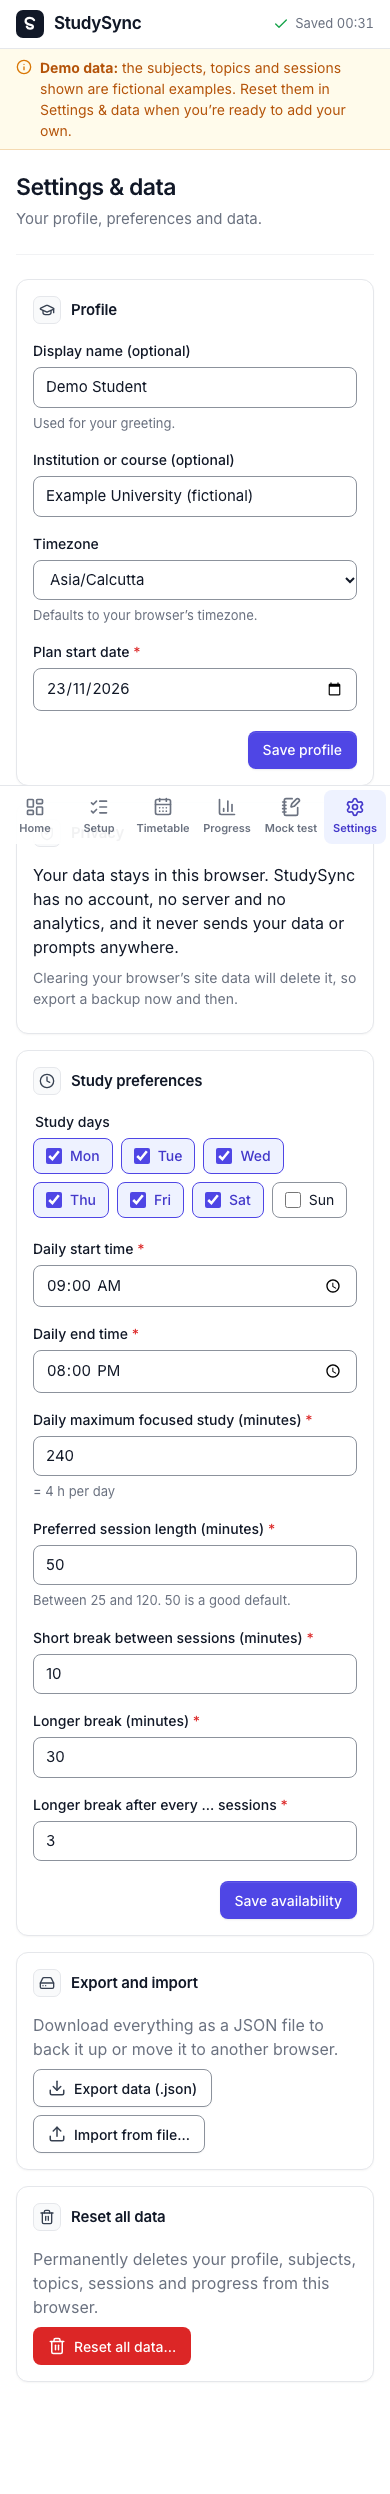 StudySync
Saved 00:31
Demo data: the subjects, topics and sessions
shown are fictional examples. Reset them in
Settings & data when you’re ready to add your
own.
Settings & data
Your profile, preferences and data.
Profile
Display name (optional)
Demo Student
Used for your greeting.
Institution or course (optional)
Example University (fictional)
Timezone
Asia/Calcutta
Defaults to your browser’s timezone.
Plan start date *
23/11/2026
Save profile
Home
Setup
Timetable
Progress
Mock test
Settings
Privacy
Your data stays in this browser. StudySync
has no account, no server and no
analytics, and it never sends your data or
prompts anywhere.
Clearing your browser’s site data will delete it, so
export a backup now and then.
Study preferences
Study days
Mon
Tue
Wed
Thu
Fri
Sat
Sun
Daily start time *
09:00 AM
Daily end time *
08:00 PM
Daily maximum focused study (minutes) *
240
= 4 h per day
Preferred session length (minutes) *
50
Between 25 and 120. 50 is a good default.
Short break between sessions (minutes) *
10
Longer break (minutes) *
30
Longer break after every … sessions *
3
Save availability
Export and import
Download everything as a JSON file to
back it up or move it to another browser.
Export data (.json)
Import from file…
Reset all data
Permanently deletes your profile, subjects,
topics, sessions and progress from this
browser.
Reset all data…